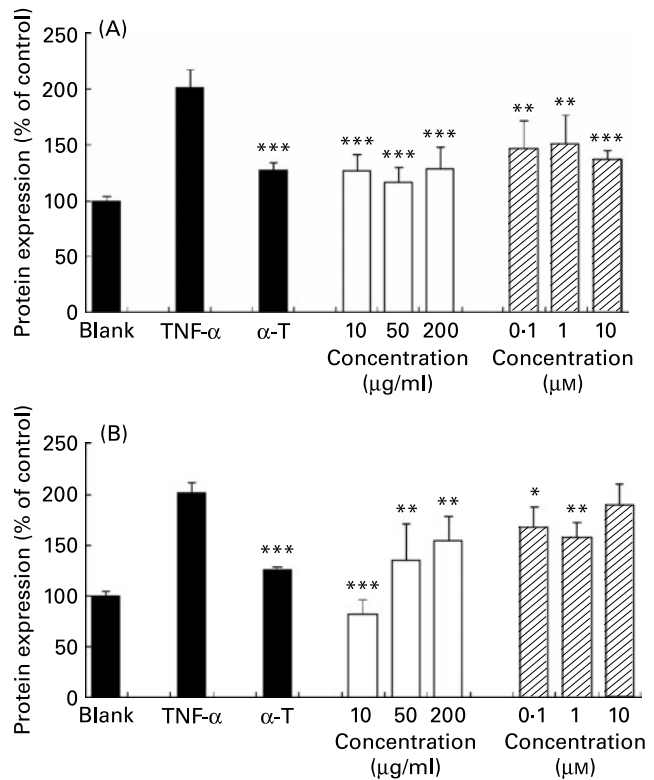 (A)
Protein expression (% of control)
250
200
150
100
50
0
***
***
***
***
**
**
***
Blank
TNF-α
α-T
10 50 200
Concentration
(μg/ml)
0·1 1 10
Concentration
(μM)
(B)
Protein expression (% of control)
250
200
150
100
50
0
***
***
**
**
*
**
Blank
TNF-α
α-T
10 50 200
Concentration
(μg/ml)
0·1 1 10
Concentration
(μM)